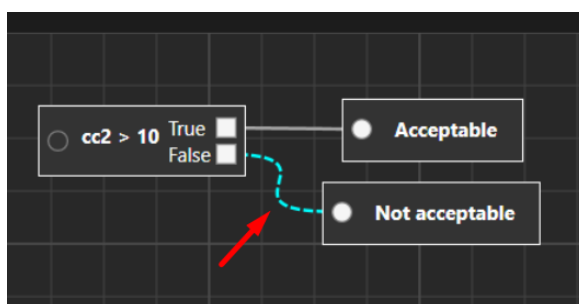 cc2 > 10
True
False
Acceptable
Not acceptable